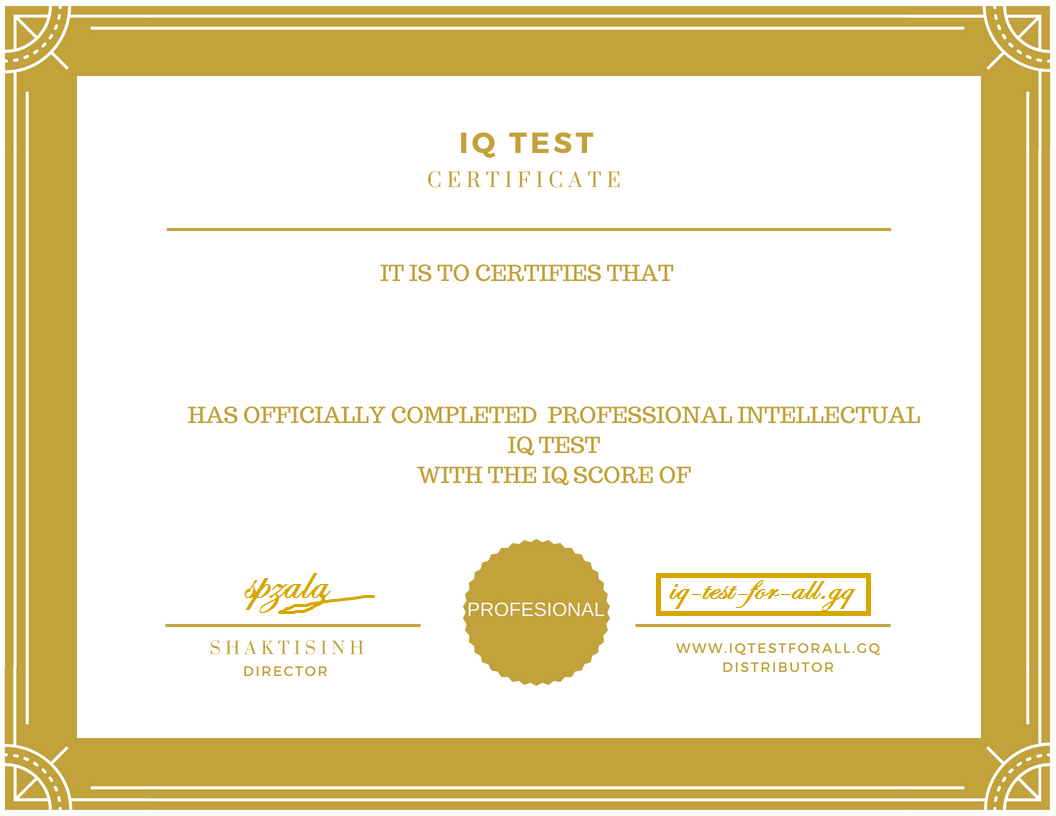 IQ TEST
CERTIFICATE
IT IS TO CERTIFIES THAT
HAS OFFICIALLY COMPLETED PROFESSIONAL INTELLECTUAL
IQ TEST
WITH THE IQ SCORE OF
spzala
SHAKTISINH
DIRECTOR
PROFESIONAL
iq-test-for-all.gq
WWW.IQTESTFORALL.GQ
DISTRIBUTOR